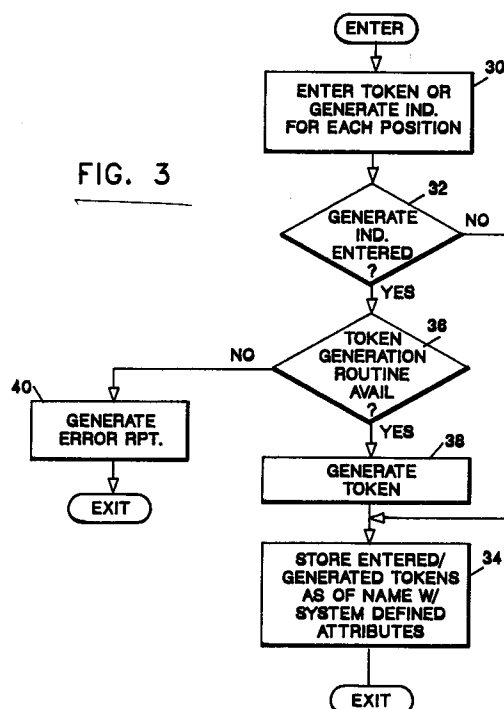 ENTER
30
ENTER TOKEN OR
GENERATE IND.
FOR EACH POSITION
FIG. 3
32
GENERATE
IND.
ENTERED
?
NO
YES
36
TOKEN
GENERATION
ROUTINE
AVAIL
?
NO
40
GENERATE
ERROR RPT.
EXIT
YES
38
GENERATE
TOKEN
34
STORE ENTERED/
GENERATED TOKENS
AS OF NAME W/
SYSTEM DEFINED
ATTRIBUTES
EXIT